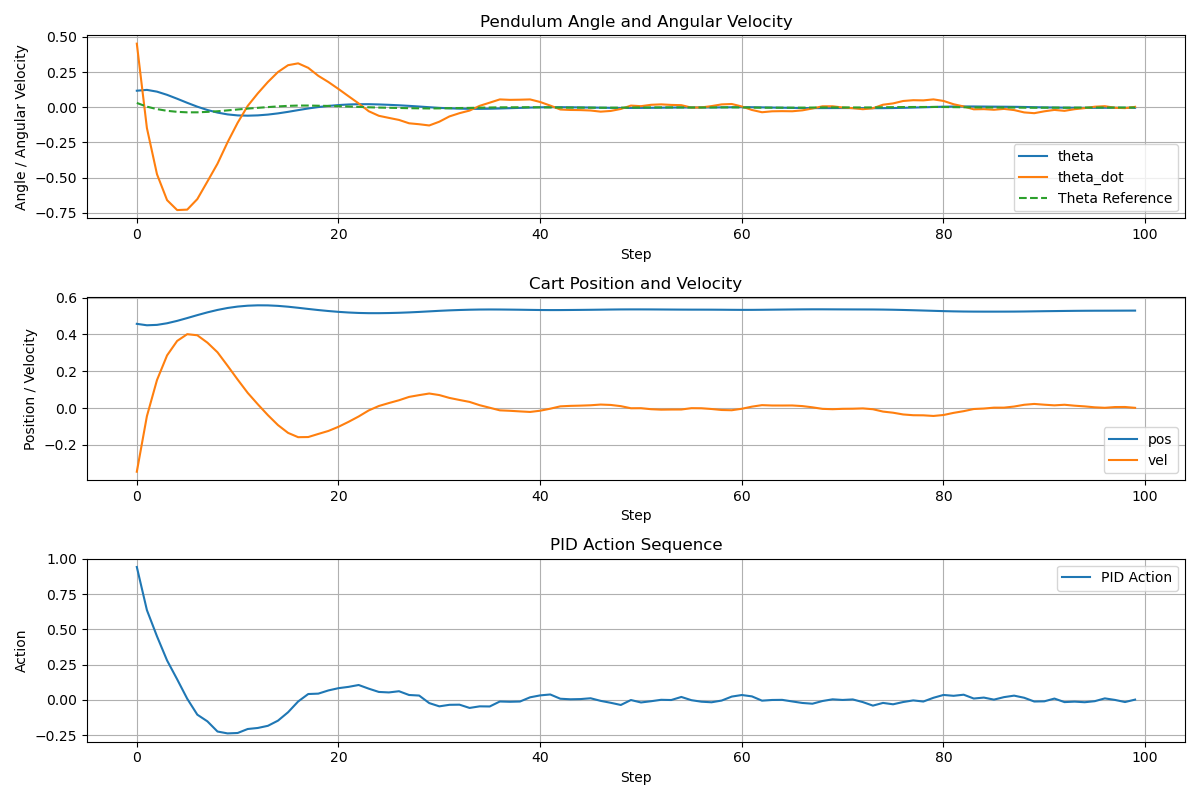 Pendulum Angle and Angular Velocity
Angle / Angular Velocity
0.50
0.25
0.00
−0.25
−0.50
−0.75
theta
theta_dot
Theta Reference
0 20 40 60 80 100
Step
Cart Position and Velocity
Position / Velocity
0.6
0.4
0.2
0.0
−0.2
pos
vel
0 20 40 60 80 100
Step
PID Action Sequence
Action
1.00
0.75
0.50
0.25
0.00
−0.25
PID Action
0 20 40 60 80 100
Step